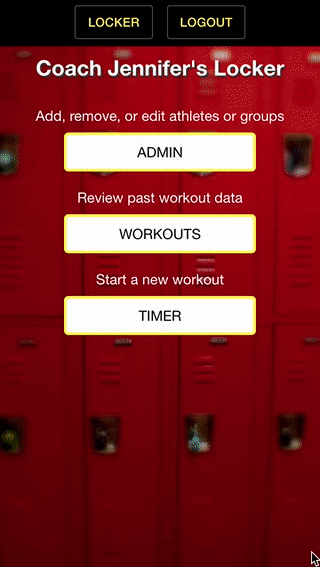 LOCKER LOGOUT
Coach Jennifer's Locker
Add, remove, or edit athletes or groups
ADMIN
Review past workout data
WORKOUTS
Start a new workout
TIMER